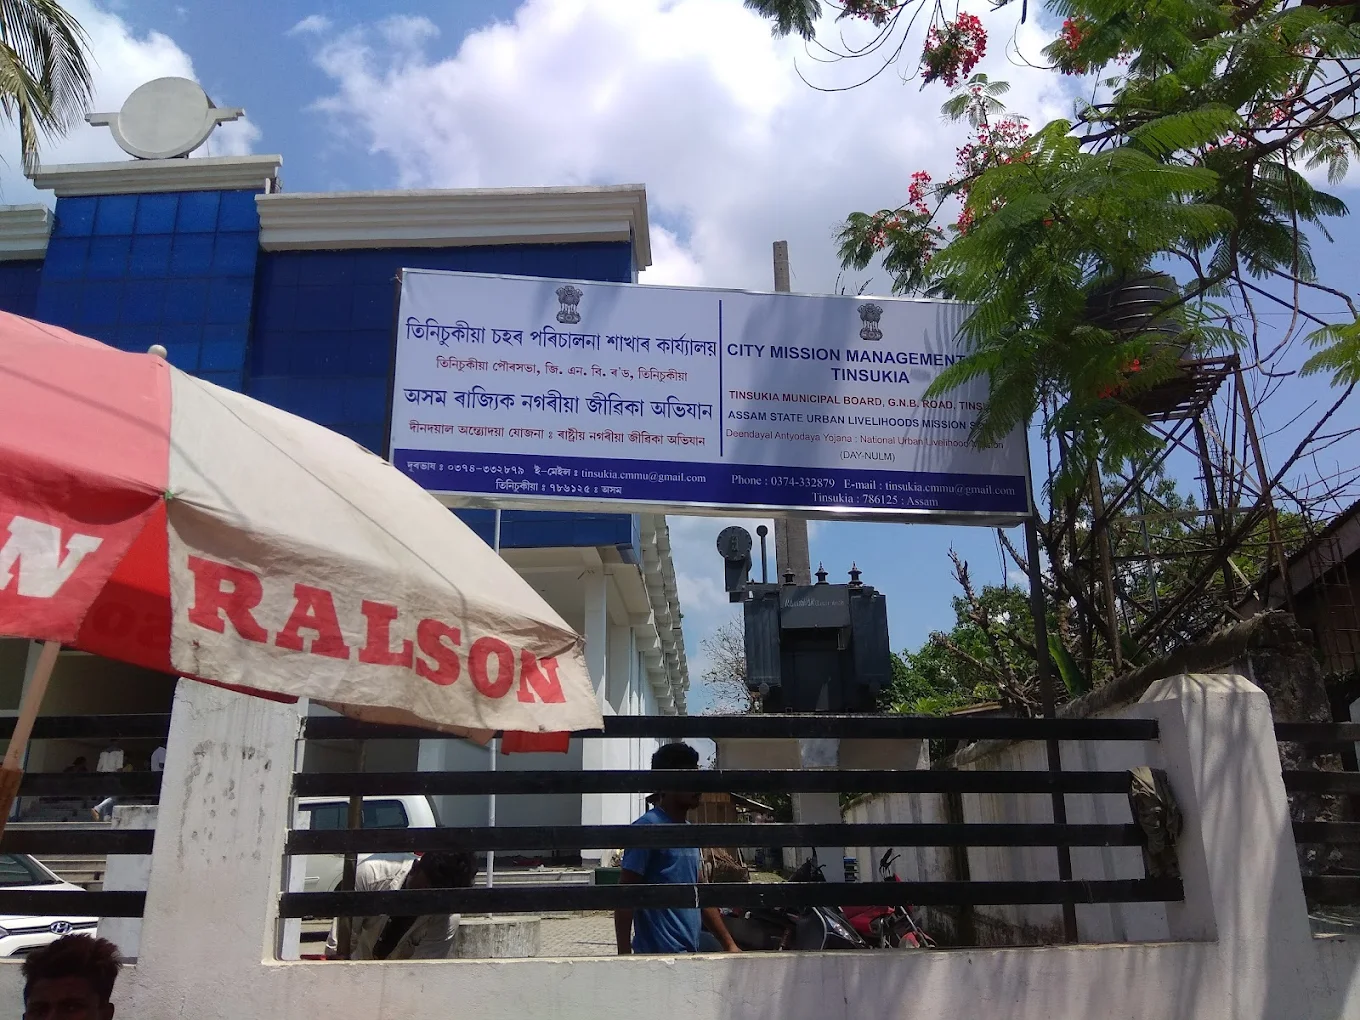 তিনিচুকীয়া চহৰ পৰিচালনা শাখাৰ কাৰ্য্যালয়
তিনিচুকীয়া পৌৰসভা, জি. এন. বি. ৰ'ড, তিনিচুকীয়া
অসম ৰাজ্যিক নগৰীয়া জীৱিকা অভিযান
দীনদয়াল অন্ত্যোদয়া যোজনা : ৰাষ্ট্ৰীয় নগৰীয়া জীৱিকা অভিযান
দূৰভাষ : ০৩৭৪-৩৩২৮৭৯ ই-মেইল : tinsukia.cmmu@gmail.com
তিনিচুকীয়া : ৭৮৬১২৫ : অসম
CITY MISSION MANAGEMENT
TINSUKIA
TINSUKIA MUNICIPAL BOARD, G.N.B. ROAD, TINS
ASSAM STATE URBAN LIVELIHOODS MISSION S
Deendayal Antyodaya Yojana : National Urban Livelihood Mission
(DAY-NULM)
Phone : 0374-332879 E-mail : tinsukia.cmmu@gmail.com
Tinsukia : 786125 : Assam
N
RALSON